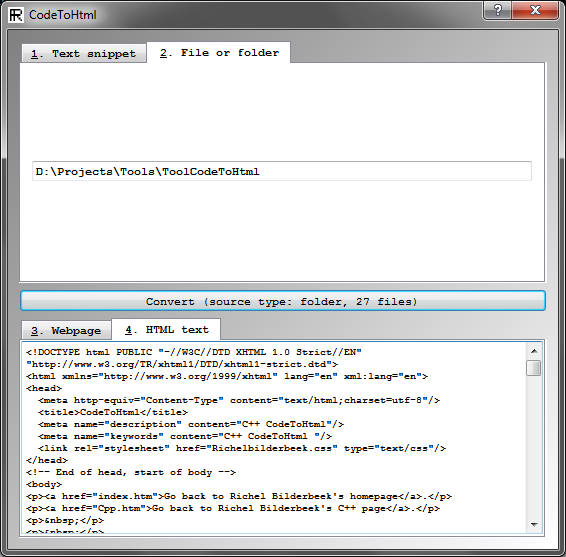 CodeToHtml
?
1. Text snippet
2. File or folder
D:\Projects\Tools\ToolCodeToHtml
Convert (source type: folder, 27 files)
3. Webpage
4. HTML text
<!DOCTYPE html PUBLIC "-//W3C//DTD XHTML 1.0 Strict//EN"
"http://www.w3.org/TR/xhtml1/DTD/xhtml1-strict.dtd">
<html xmlns="http://www.w3.org/1999/xhtml" lang="en" xml:lang="en">
<head>
  <meta http-equiv="Content-Type" content="text/html;charset=utf-8"/>
  <title>CodeToHtml</title>
  <meta name="description" content="C++ CodeToHtml"/>
  <meta name="keywords" content="C++ CodeToHtml "/>
  <link rel="stylesheet" href="Richelbilderbeek.css" type="text/css"/>
</head>
<!-- End of head, start of body -->
<body>
<p><a href="index.htm">Go back to Richel Bilderbeek's homepage</a>.</p>
<p><a href="Cpp.htm">Go back to Richel Bilderbeek's C++ page</a>.</p>
<p>&nbsp;</p>
<p>&nbsp;</p>